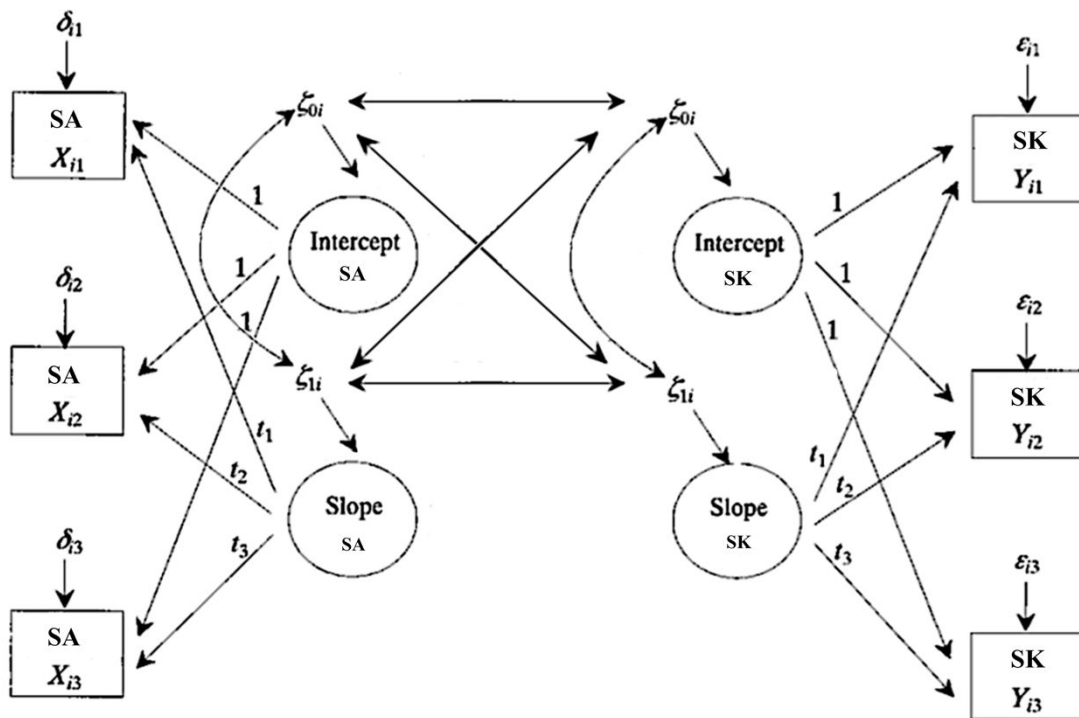 δi1
SA
Xi1
δi2
SA
Xi2
δi3
SA
Xi3
ζ0i
Intercept
SA
ζ1i
Slope
SA
1
1
1
t1
t2
t3
ζ0i
Intercept
SK
ζ1i
Slope
SK
1
1
1
t1
t2
t3
εi1
SK
Yi1
εi2
SK
Yi2
εi3
SK
Yi3